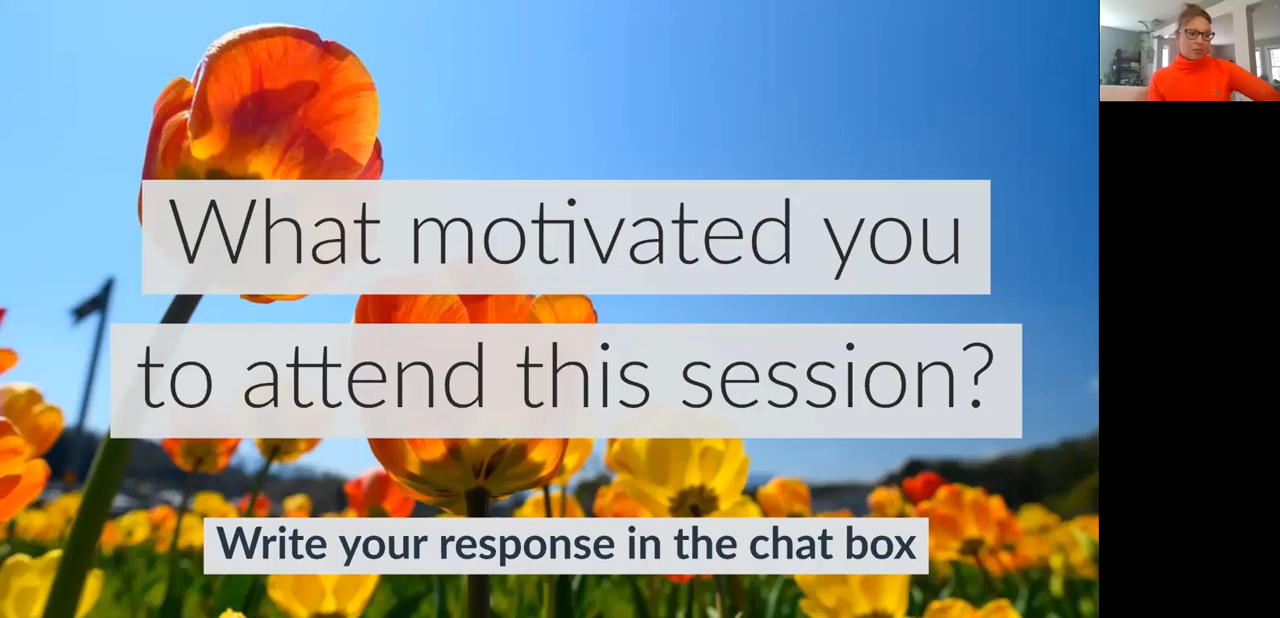 What motivated you
to attend this session?
Write your response in the chat box